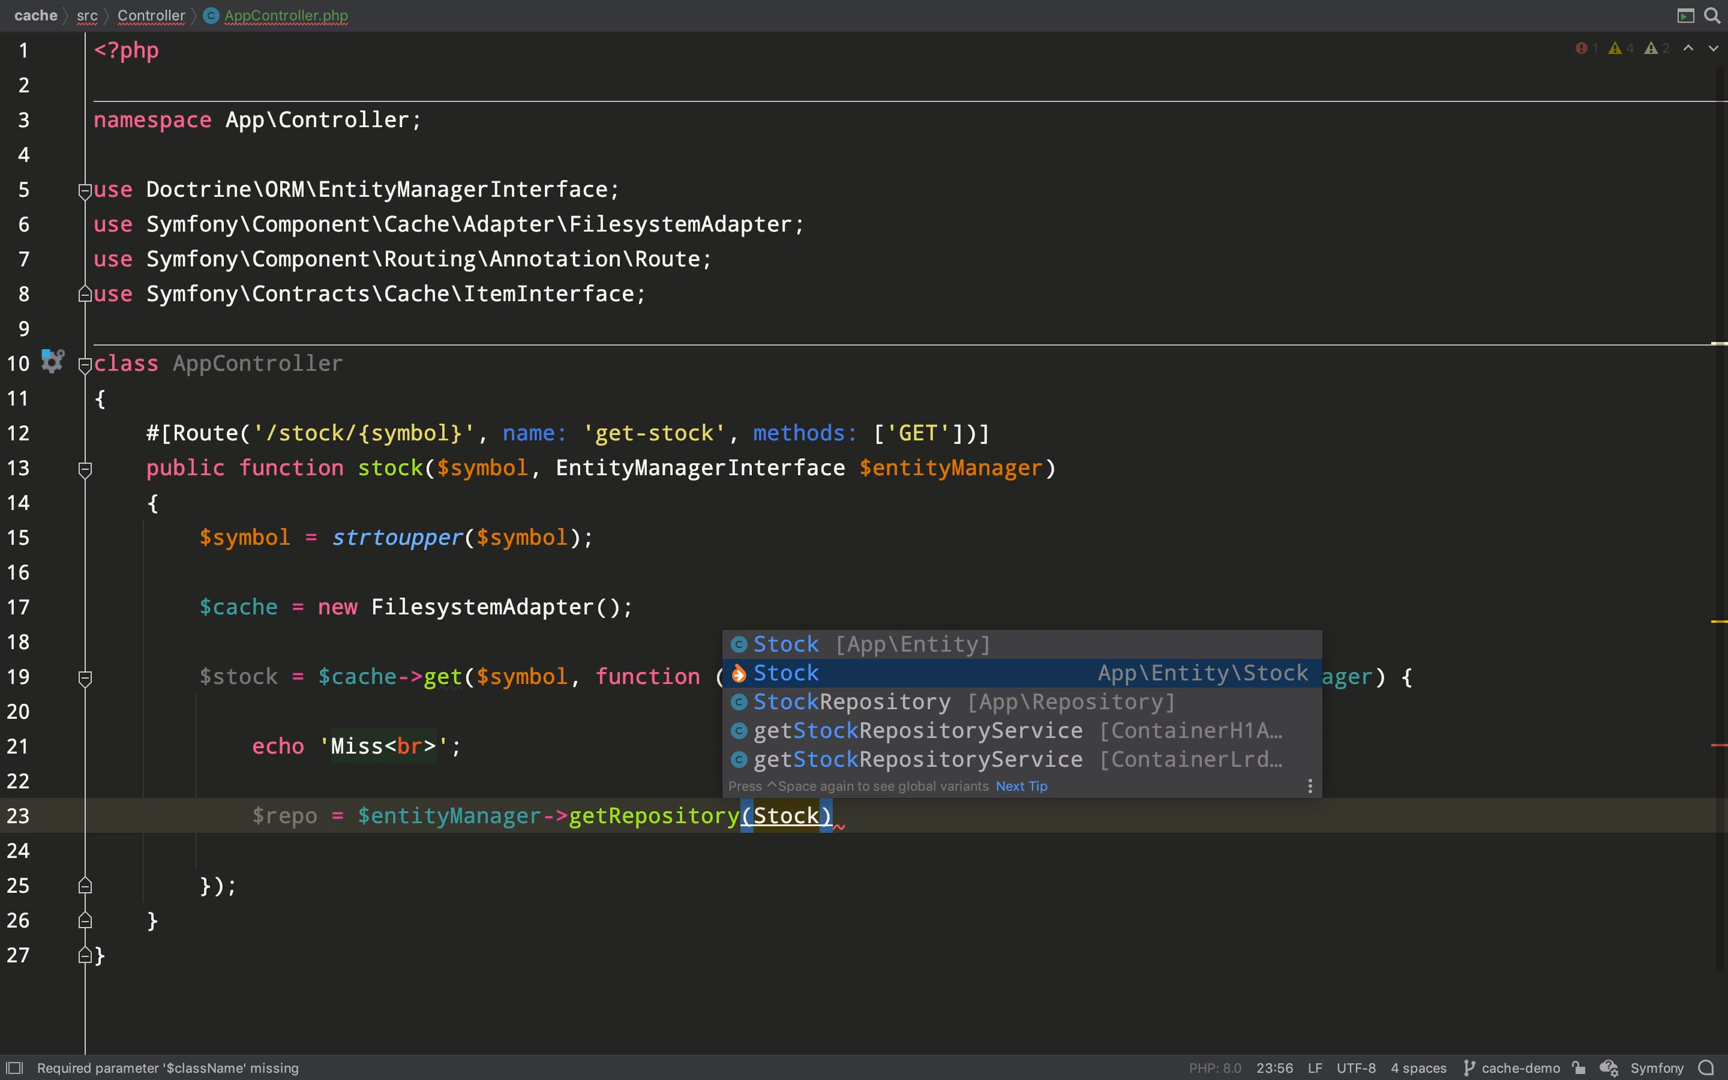 cache src Controller AppController.php
1 4 2
1 <?php
2
3 namespace App\Controller;
4
5 use Doctrine\ORM\EntityManagerInterface;
6 use Symfony\Component\Cache\Adapter\FilesystemAdapter;
7 use Symfony\Component\Routing\Annotation\Route;
8 use Symfony\Contracts\Cache\ItemInterface;
9
10 class AppController
11 {
12 #[Route('/stock/{symbol}', name: 'get-stock', methods: ['GET'])]
13 public function stock($symbol, EntityManagerInterface $entityManager)
14 {
15 $symbol = strtoupper($symbol);
16
17 $cache = new FilesystemAdapter();
18
Stock [App\Entity]
19 $stock = $cache->get($symbol, function ( Stock App\Entity\Stock ager) {
20 StockRepository [App\Repository]
getStockRepositoryService [ContainerH1A…
21 echo 'Miss<br>';
getStockRepositoryService [ContainerLrd…
22 Press ^Space again to see global variants Next Tip
23 $repo = $entityManager->getRepository(Stock)
24
25 });
26 }
27 }
Required parameter '$className' missing PHP: 8.0 23:56 LF UTF-8 4 spaces cache-demo Symfony